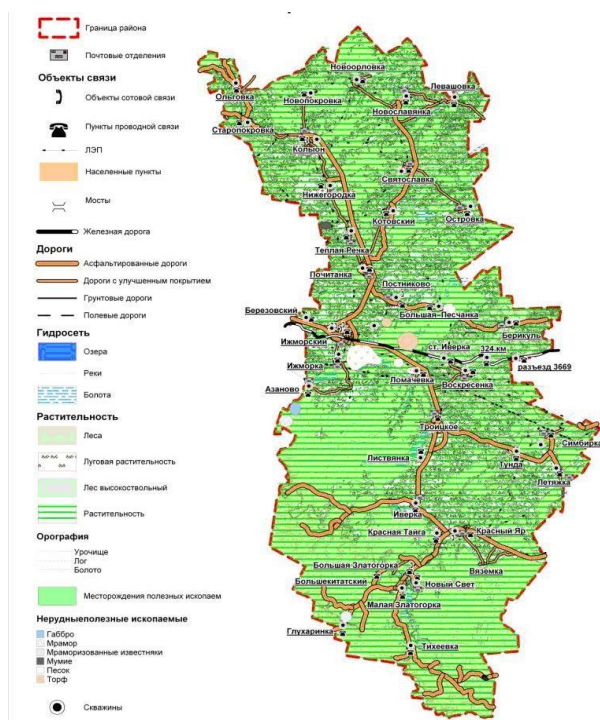 Граница района
Почтовые отделения
Объекты связи
Объекты сотовой связи
Пункты проводной связи
ЛЭП
Населенные пункты
Мосты
Железная дорога
Дороги
Асфальтированные дороги
Дороги с улучшенным покрытием
Грунтовые дороги
Полевые дороги
Гидросеть
Озера
Реки
Болота
Растительность
Леса
Луговая растительность
Лес высокоствольный
Растительность
Орография
Урочище
Лог
Болото
Месторождения полезных ископаем
Нерудныеполезные ископаемые
Габбро
Мрамор
Мраморизованные известняки
Мумие
Песок
Торф
Скважины
Новоорловка
Ольговка
Новопокровка
Левашовка
Новославянка
Старопокровка
Кольюн
Святославка
Нижегородка
Островка
Котовский
Теплая Речка
Почитанка
Постниково
Березовский
Большая-Песчанка
Берикуль
Ижморский
ст. Иверка
324 км
Ижморка
разъезд 3669
Ломачевка
Воскресенка
Азаново
Троицкое
Симбирка
Листвянка
Тунда
Летяжка
Иверка
Красная Тайга
Красный Яр
Большая Златогорка
Вяземка
Большекитатский
Новый Свет
Малая Златогорка
Глухаринка
Тихеевка